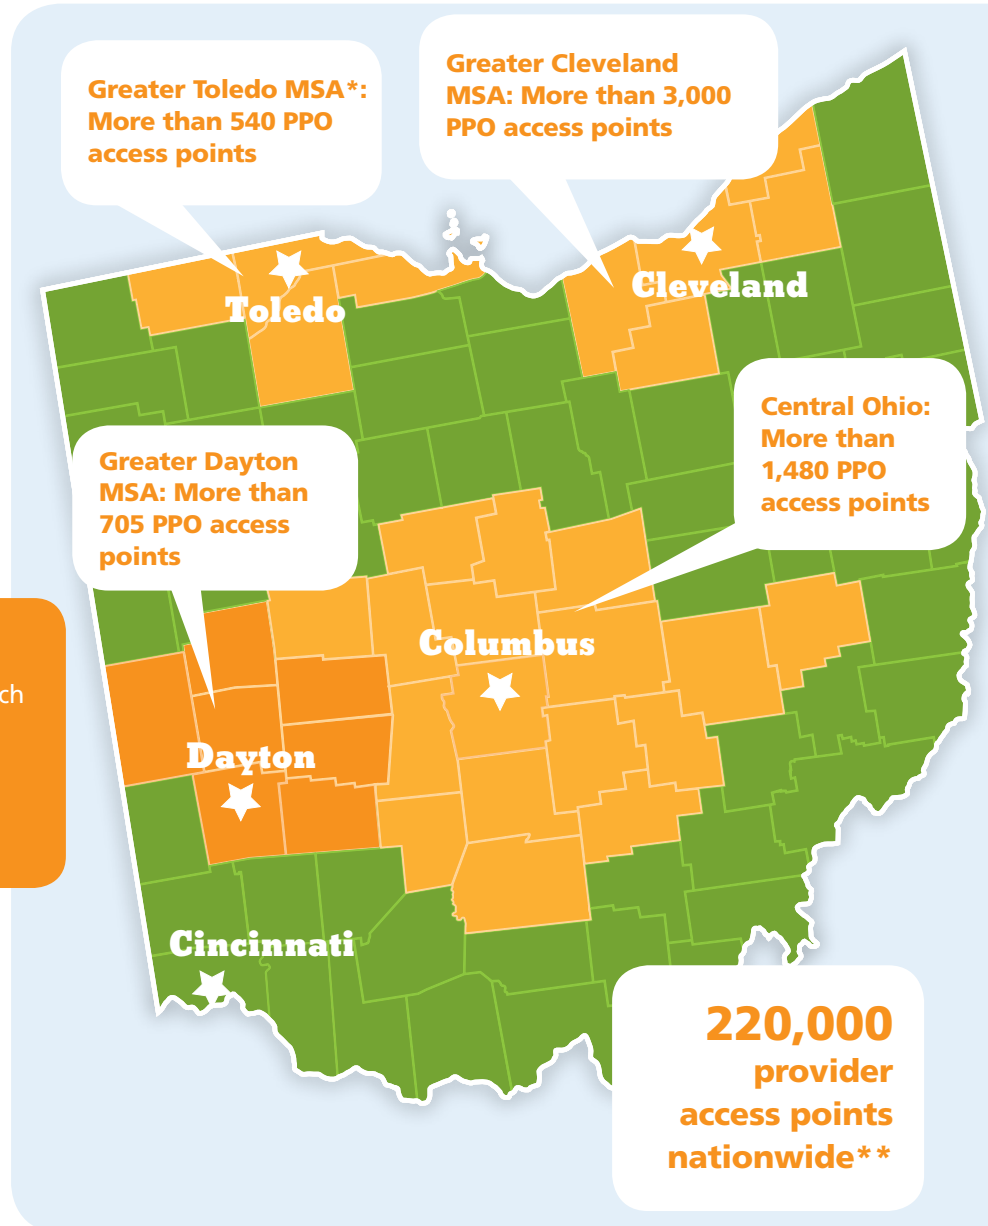 Greater Toledo MSA*:
More than 540 PPO
access points
Greater Cleveland
MSA: More than 3,000
PPO access points
Toledo
Cleveland
Central Ohio:
More than
1,480 PPO
access points
Greater Dayton
MSA: More than
705 PPO access
points
Columbus
ch
Dayton
Cincinnati
220,000
provider
access points
nationwide**